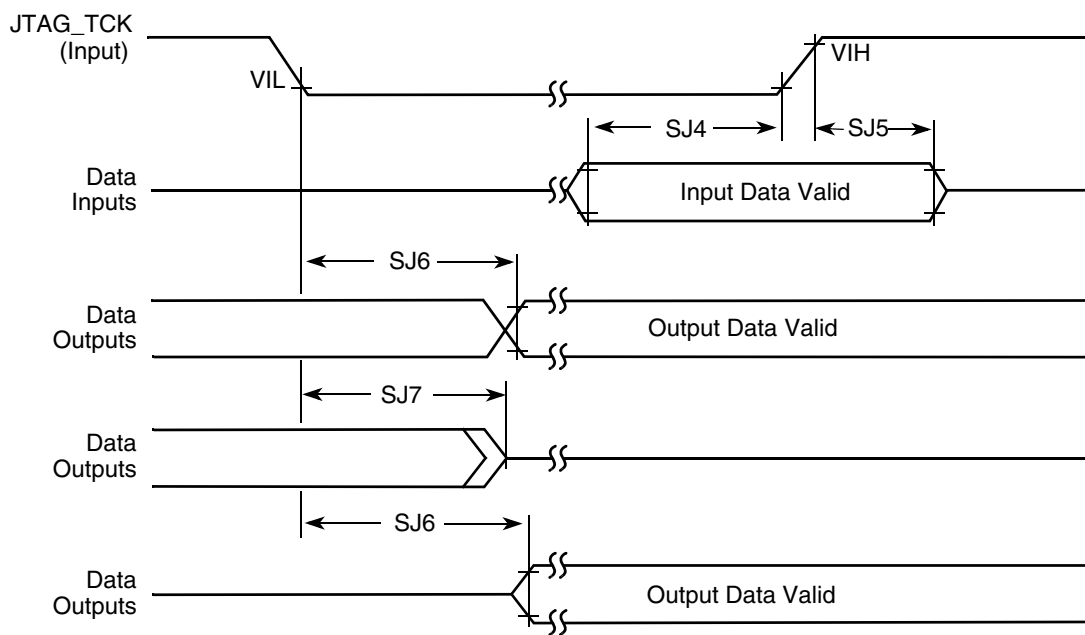 JTAG_TCK
(Input)
VIL
VIH
SJ4
SJ5
Data
Inputs
Input Data Valid
SJ6
Data
Outputs
Output Data Valid
SJ7
Data
Outputs
SJ6
Data
Outputs
Output Data Valid